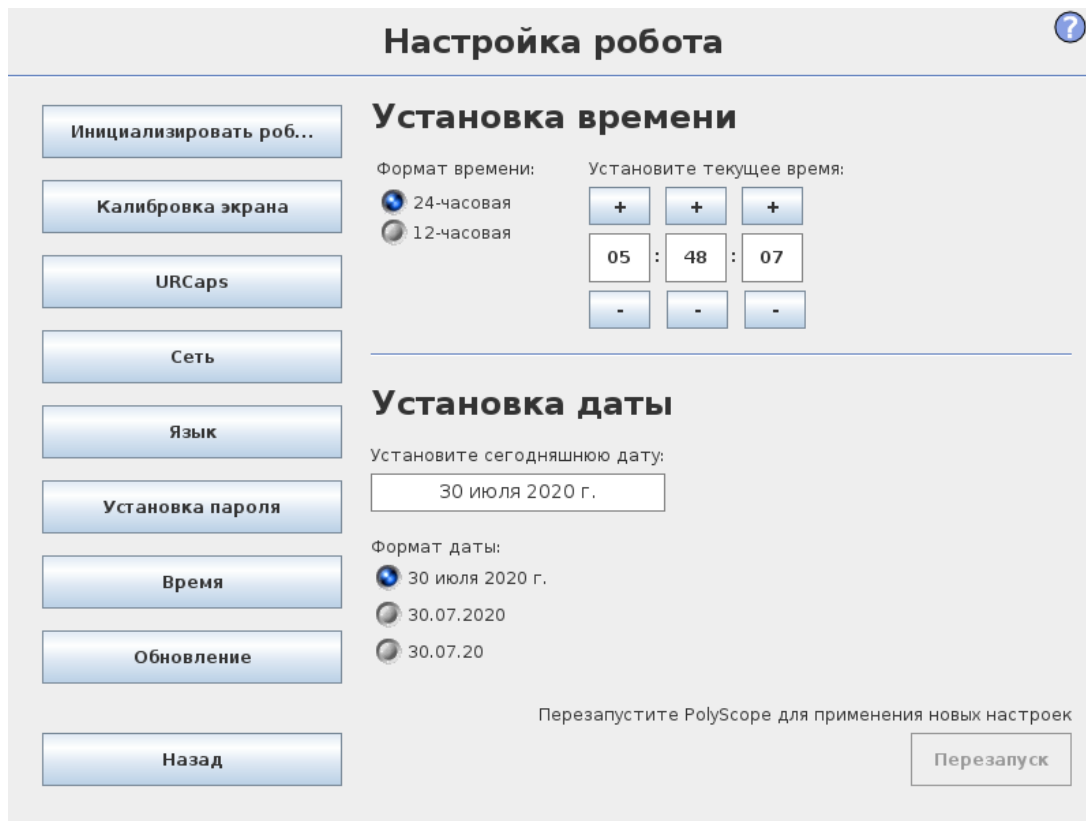 Настройка робота
?
Инициализировать роб...
Калибровка экрана
URCaps
Сеть
Язык
Установка пароля
Время
Обновление
Назад
Установка времени
Формат времени:
24-часовая
12-часовая
Установите текущее время:
+ + +
05 : 48 : 07
- - -
Установка даты
Установите сегодняшнюю дату:
30 июля 2020 г.
Формат даты:
30 июля 2020 г.
30.07.2020
30.07.20
Перезапустите PolyScope для применения новых настроек
Перезапуск